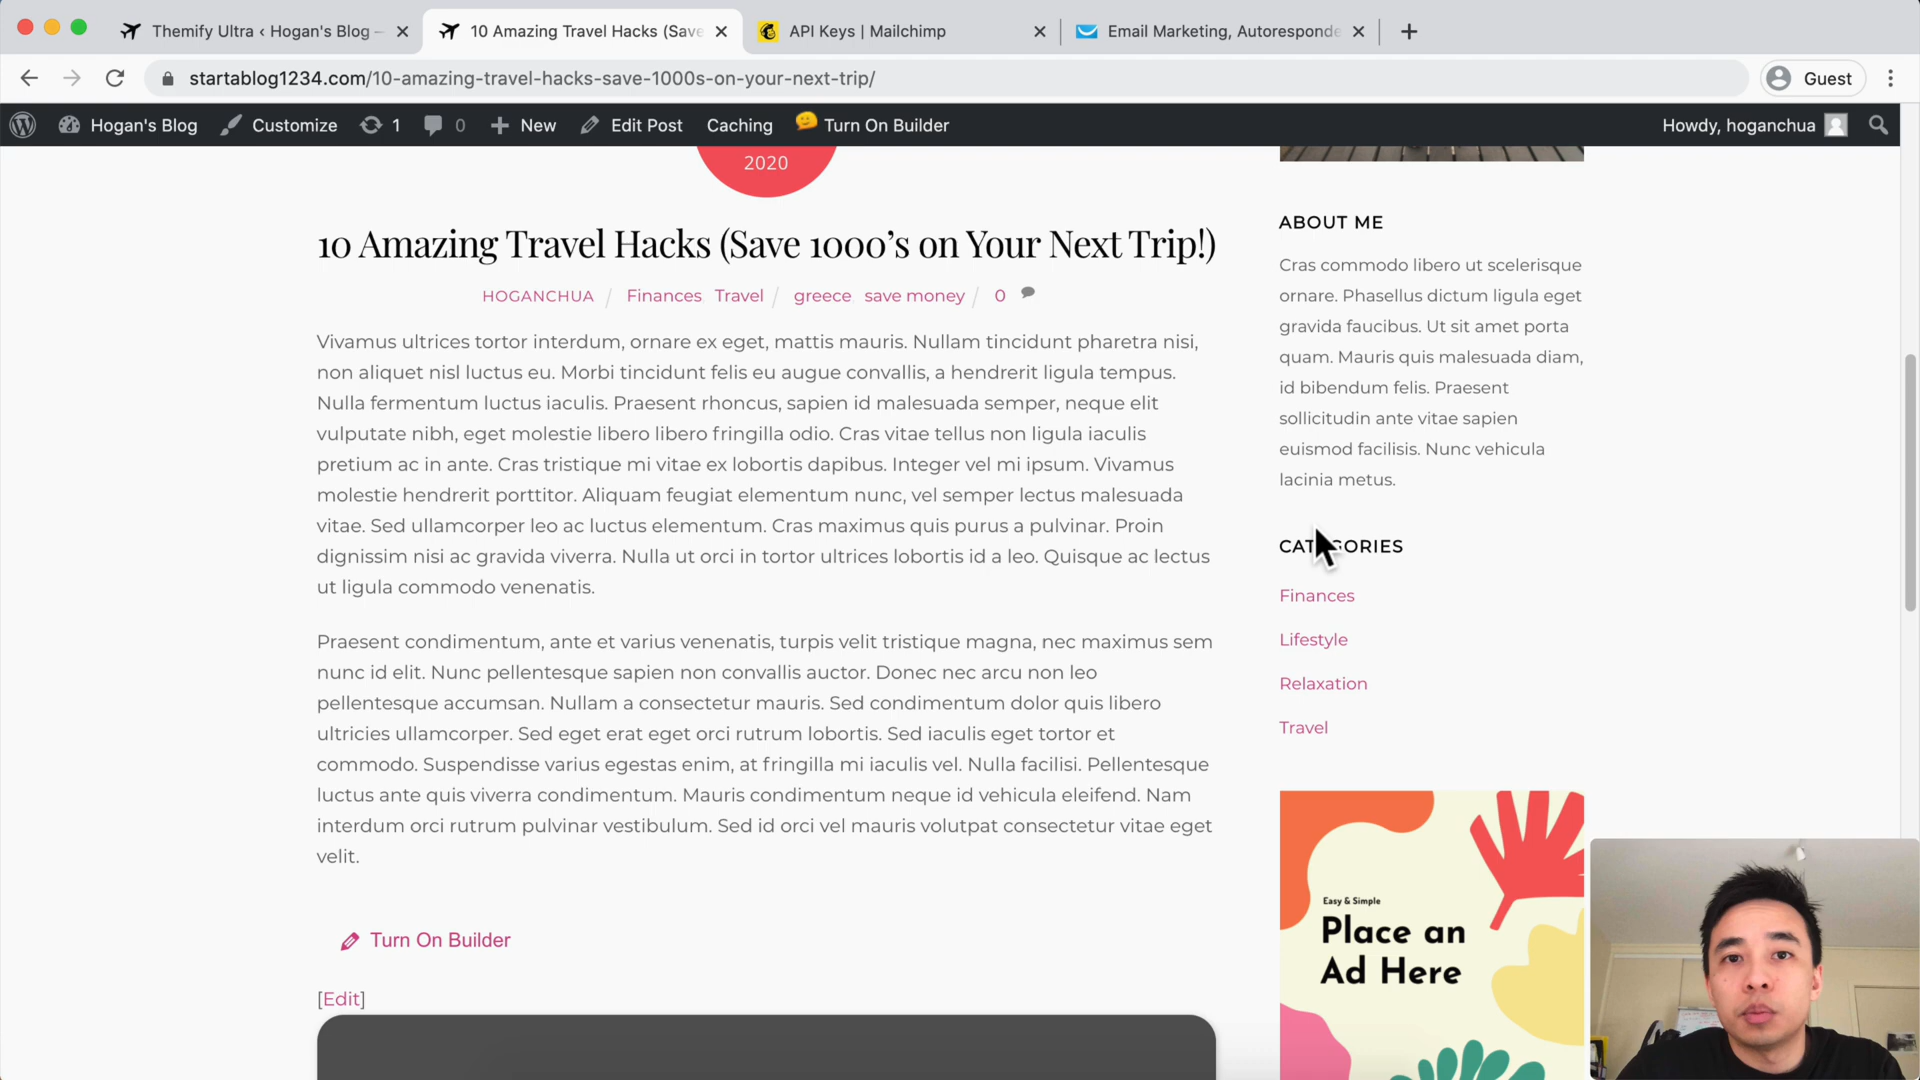 Themify Ultra ‹ Hogan's Blog –
10 Amazing Travel Hacks (Save
API Keys | Mailchimp
Email Marketing, Autoresponde
startablog1234.com/10-amazing-travel-hacks-save-1000s-on-your-next-trip/
Guest
Hogan's Blog
Customize
1
0
New
Edit Post
Caching
Turn On Builder
Howdy, hoganchua
2020
10 Amazing Travel Hacks (Save 1000's on Your Next Trip!)
HOGANCHUA / Finances Travel / greece save money / 0
Vivamus ultrices tortor interdum, ornare ex eget, mattis mauris. Nullam tincidunt pharetra nisi,
non aliquet nisl luctus eu. Morbi tincidunt felis eu augue convallis, a hendrerit ligula tempus.
Nulla fermentum luctus iaculis. Praesent rhoncus, sapien id malesuada semper, neque elit
vulputate nibh, eget molestie libero libero fringilla odio. Cras vitae tellus non ligula iaculis
pretium ac in ante. Cras tristique mi vitae ex lobortis dapibus. Integer vel mi ipsum. Vivamus
molestie hendrerit porttitor. Aliquam feugiat elementum nunc, vel semper lectus malesuada
vitae. Sed ullamcorper leo ac luctus elementum. Cras maximus quis purus a pulvinar. Proin
dignissim nisi ac gravida viverra. Nulla ut orci in tortor ultrices lobortis id a leo. Quisque ac lectus
ut ligula commodo venenatis.
Praesent condimentum, ante et varius venenatis, turpis velit tristique magna, nec maximus sem
nunc id elit. Nunc pellentesque sapien non convallis auctor. Donec nec arcu non leo
pellentesque accumsan. Nullam a consectetur mauris. Sed condimentum dolor quis libero
ultricies ullamcorper. Sed eget erat eget orci rutrum lobortis. Sed iaculis eget tortor et
commodo. Suspendisse varius egestas enim, at fringilla mi iaculis vel. Nulla facilisi. Pellentesque
luctus ante quis viverra condimentum. Mauris condimentum neque id vehicula eleifend. Nam
interdum orci rutrum pulvinar vestibulum. Sed id orci vel mauris volutpat consectetur vitae eget
velit.
Turn On Builder
[Edit]
ABOUT ME
Cras commodo libero ut scelerisque
ornare. Phasellus dictum ligula eget
gravida faucibus. Ut sit amet porta
quam. Mauris quis malesuada diam,
id bibendum felis. Praesent
sollicitudin ante vitae sapien
euismod facilisis. Nunc vehicula
lacinia metus.
CATEGORIES
Finances
Lifestyle
Relaxation
Travel
Easy & Simple
Place an
Ad Here